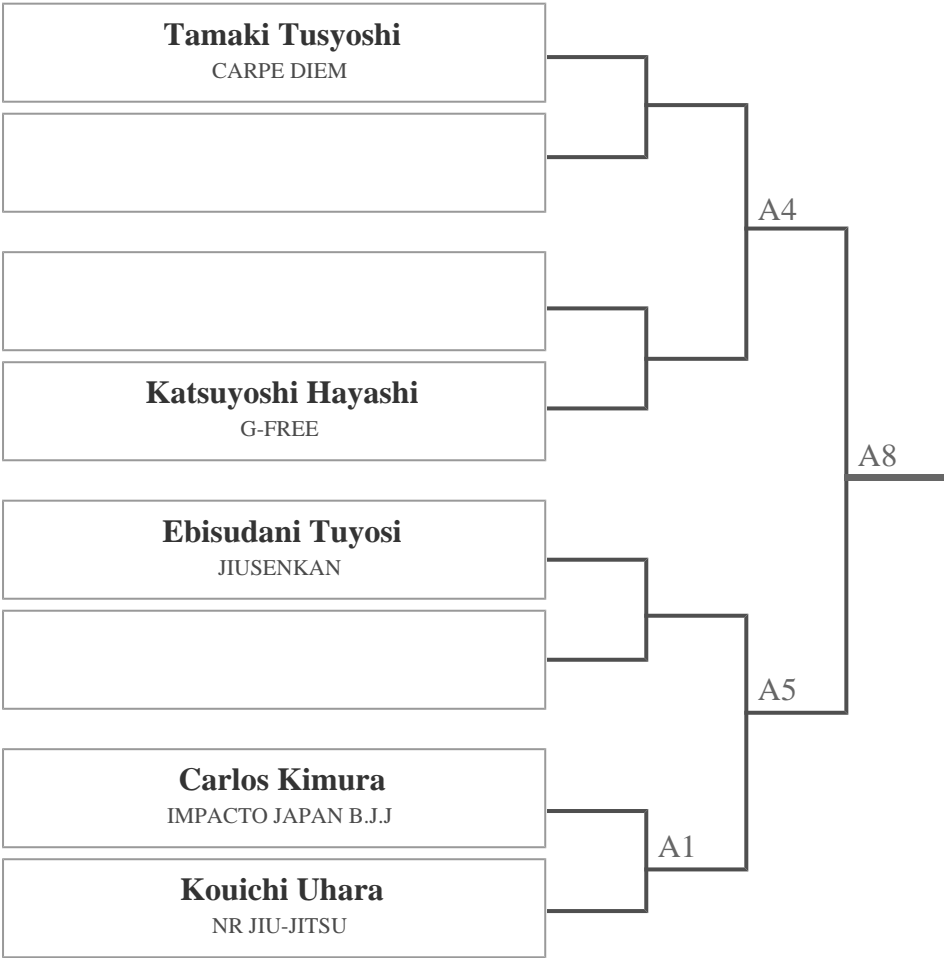 Tamaki Tusyoshi
CARPE DIEM
A4
Katsuyoshi Hayashi
G-FREE
A8
Ebisudani Tuyosi
JIUSENKAN
A5
Carlos Kimura
IMPACTO JAPAN B.J.J
A1
Kouichi Uhara
NR JIU-JITSU